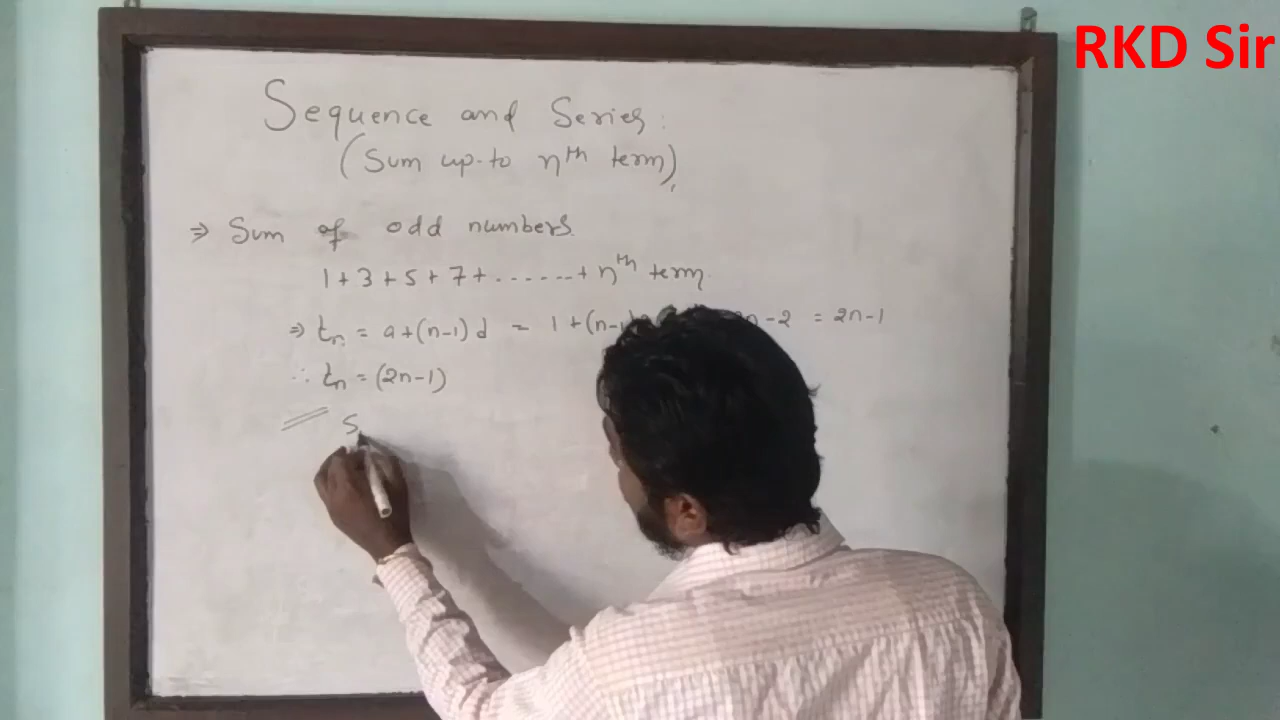 RKD Sir
Sequence and Series:
(Sum up-to nth term),
⇒ Sum of odd numbers.
1 + 3 + 5 + 7 + ....... + nth term.
⇒ tn = a+(n-1)d = 1+(n-1) n-2 = 2n-1
∴ tn = (2n-1)
S